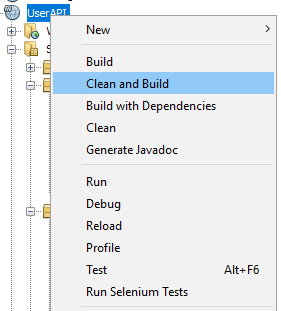 UserAPI
New
Build
Clean and Build
Build with Dependencies
Clean
Generate Javadoc
Run
Debug
Reload
Profile
Test Alt+F6
Run Selenium Tests